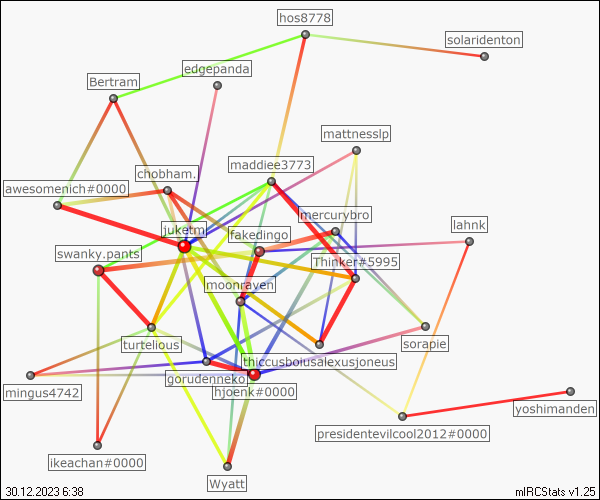 hos8778
solaridenton
edgepanda
Bertram
mattnesslp
maddiee3773
chobham.
awesomenich#0000
mercurybro
lahnk
juketm
fakedingo
swanky.pants
Thinker#5995
moonraven
sorapie
turtelious
thiccusboiusalexusjoneus
gorudenneko
mingus4742
hjoenk#0000
yoshimanden
presidentevilcool2012#0000
ikeachan#0000
Wyatt
30.12.2023 6:38
mIRCStats v1.25